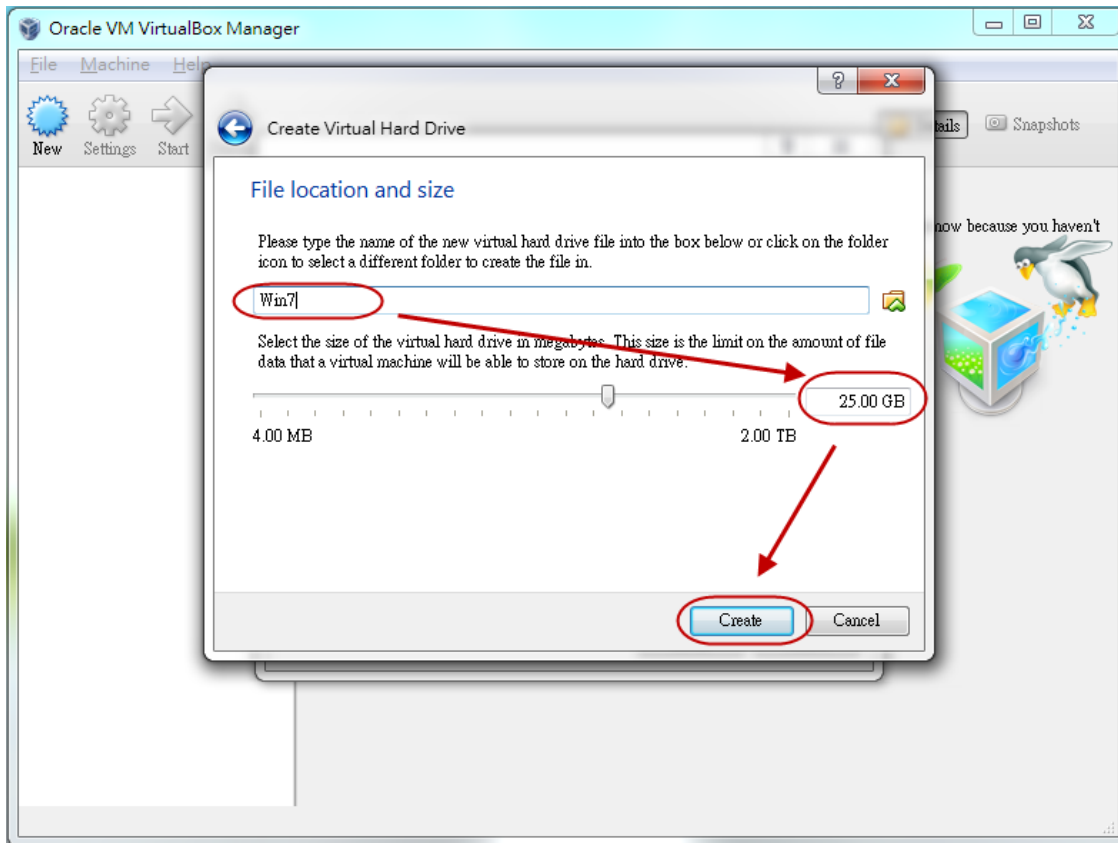 Oracle VM VirtualBox Manager
File Machine Help
New Settings Start
Snapshots
Create Virtual Hard Drive
File location and size
now because you haven't
Please type the name of the new virtual hard drive file into the box below or click on the folder
icon to select a different folder to create the file in.
Win7
Select the size of the virtual hard drive in megabytes. This size is the limit on the amount of file
data that a virtual machine will be able to store on the hard drive.
25.00 GB
4.00 MB 2.00 TB
Create Cancel